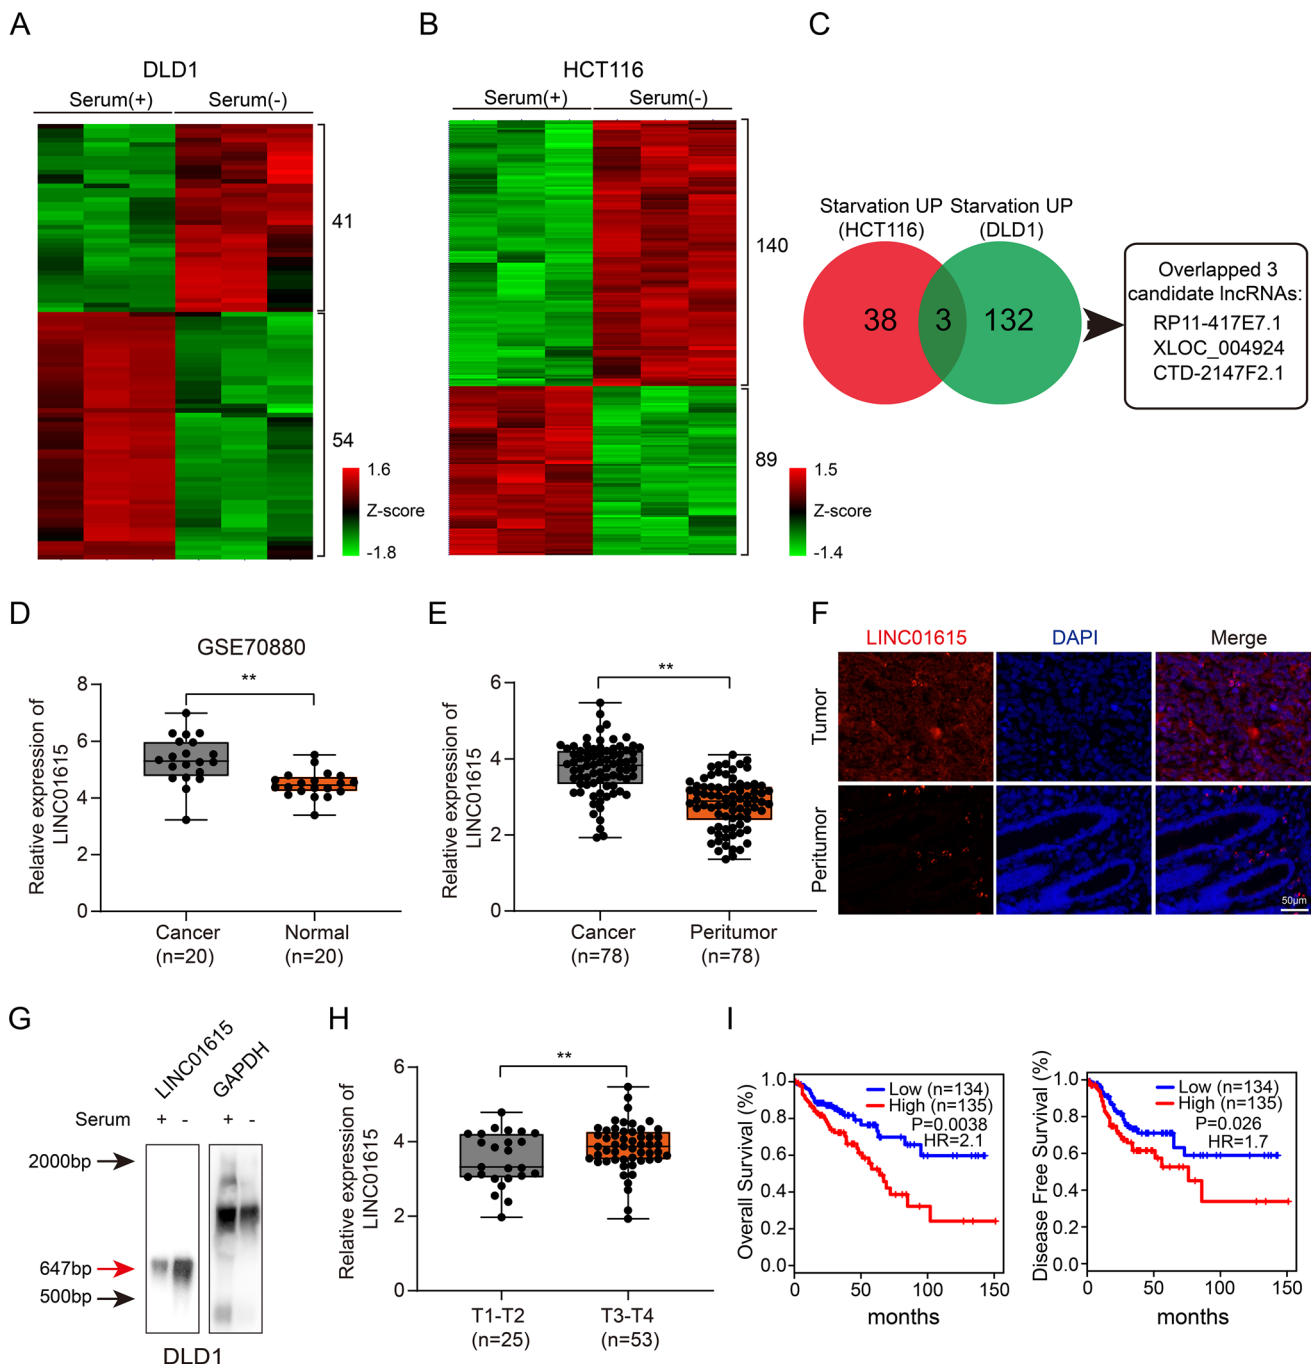 A
DLD1
Serum(+) Serum(-)
41
54
1.6
Z-score
-1.8
B
HCT116
Serum(+) Serum(-)
140
89
1.5
Z-score
-1.4
C
Starvation UP
(HCT116)
Starvation UP
(DLD1)
38 3 132
Overlapped 3
candidate lncRNAs:
RP11-417E7.1
XLOC_004924
CTD-2147F2.1
D
GSE70880
**
Relative expression of
LINC01615
8
6
4
2
0
Cancer
(n=20)
Normal
(n=20)
E
**
Relative expression of
LINC01615
6
4
2
0
Cancer
(n=78)
Peritumor
(n=78)
F
LINC01615 DAPI Merge
Tumor
Peritumor
50μm
G
LINC01615
GAPDH
Serum + - + -
2000bp
647bp
500bp
DLD1
H
**
Relative expression of
LINC01615
6
4
2
0
T1-T2
(n=25)
T3-T4
(n=53)
I
Overall Survival (%)
1.0
0.8
0.6
0.4
0.2
0.0
Low (n=134)
High (n=135)
P=0.0038
HR=2.1
0 50 100 150
months
Disease Free Survival (%)
1.0
0.8
0.6
0.4
0.2
0.0
Low (n=134)
High (n=135)
P=0.026
HR=1.7
0 50 100 150
months